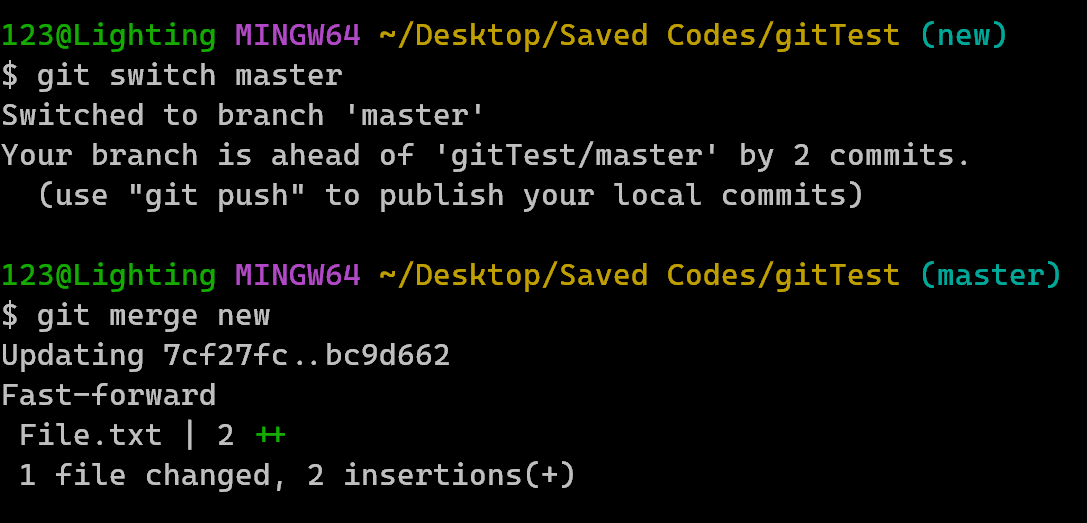 123@Lighting MINGW64 ~/Desktop/Saved Codes/gitTest (new)
$ git switch master
Switched to branch 'master'
Your branch is ahead of 'gitTest/master' by 2 commits.
  (use "git push" to publish your local commits)

123@Lighting MINGW64 ~/Desktop/Saved Codes/gitTest (master)
$ git merge new
Updating 7cf27fc..bc9d662
Fast-forward
 File.txt | 2 ++
 1 file changed, 2 insertions(+)